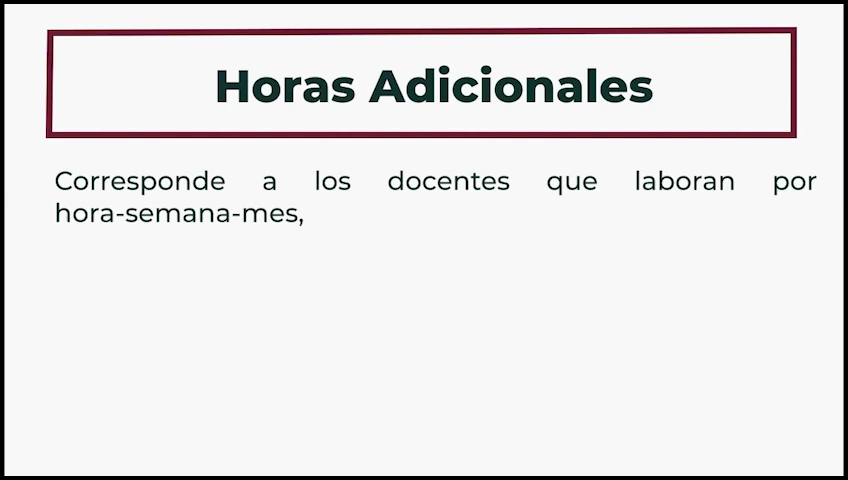 Horas Adicionales
Corresponde a los docentes que laboran por
hora-semana-mes,